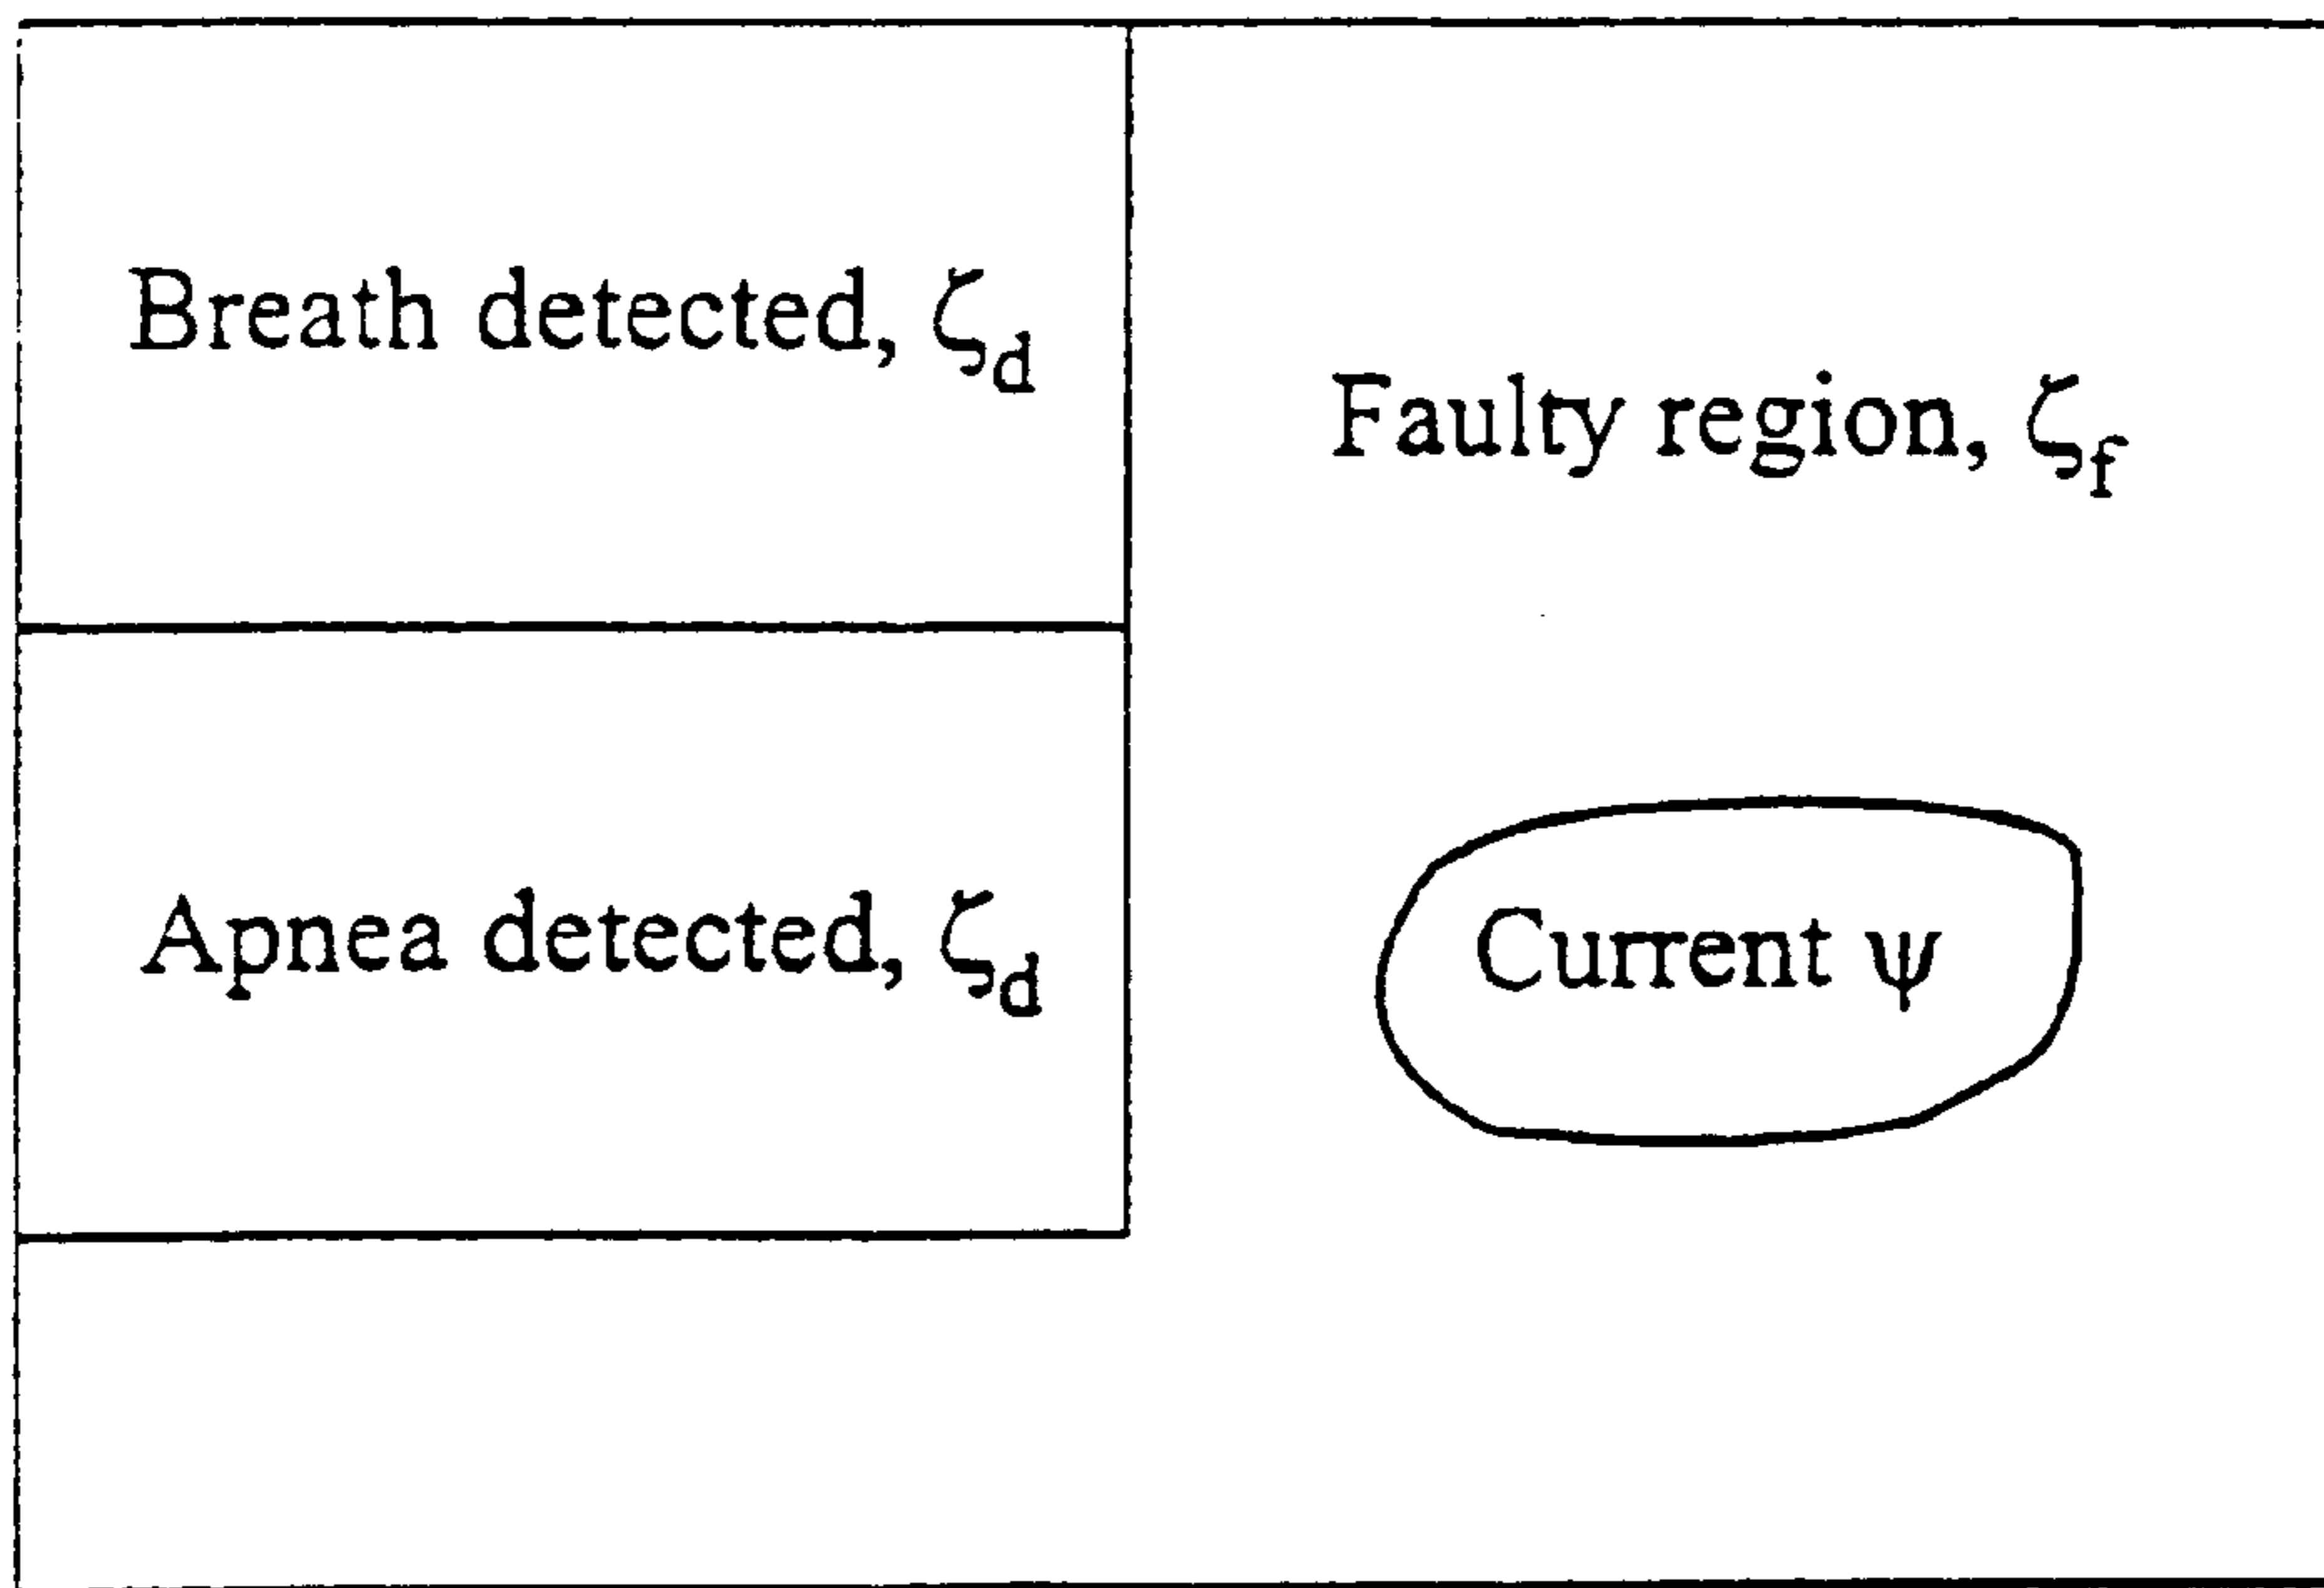 Breath detected, ζd
Faulty region, ζf
Apnea detected, ζd
Current ψ